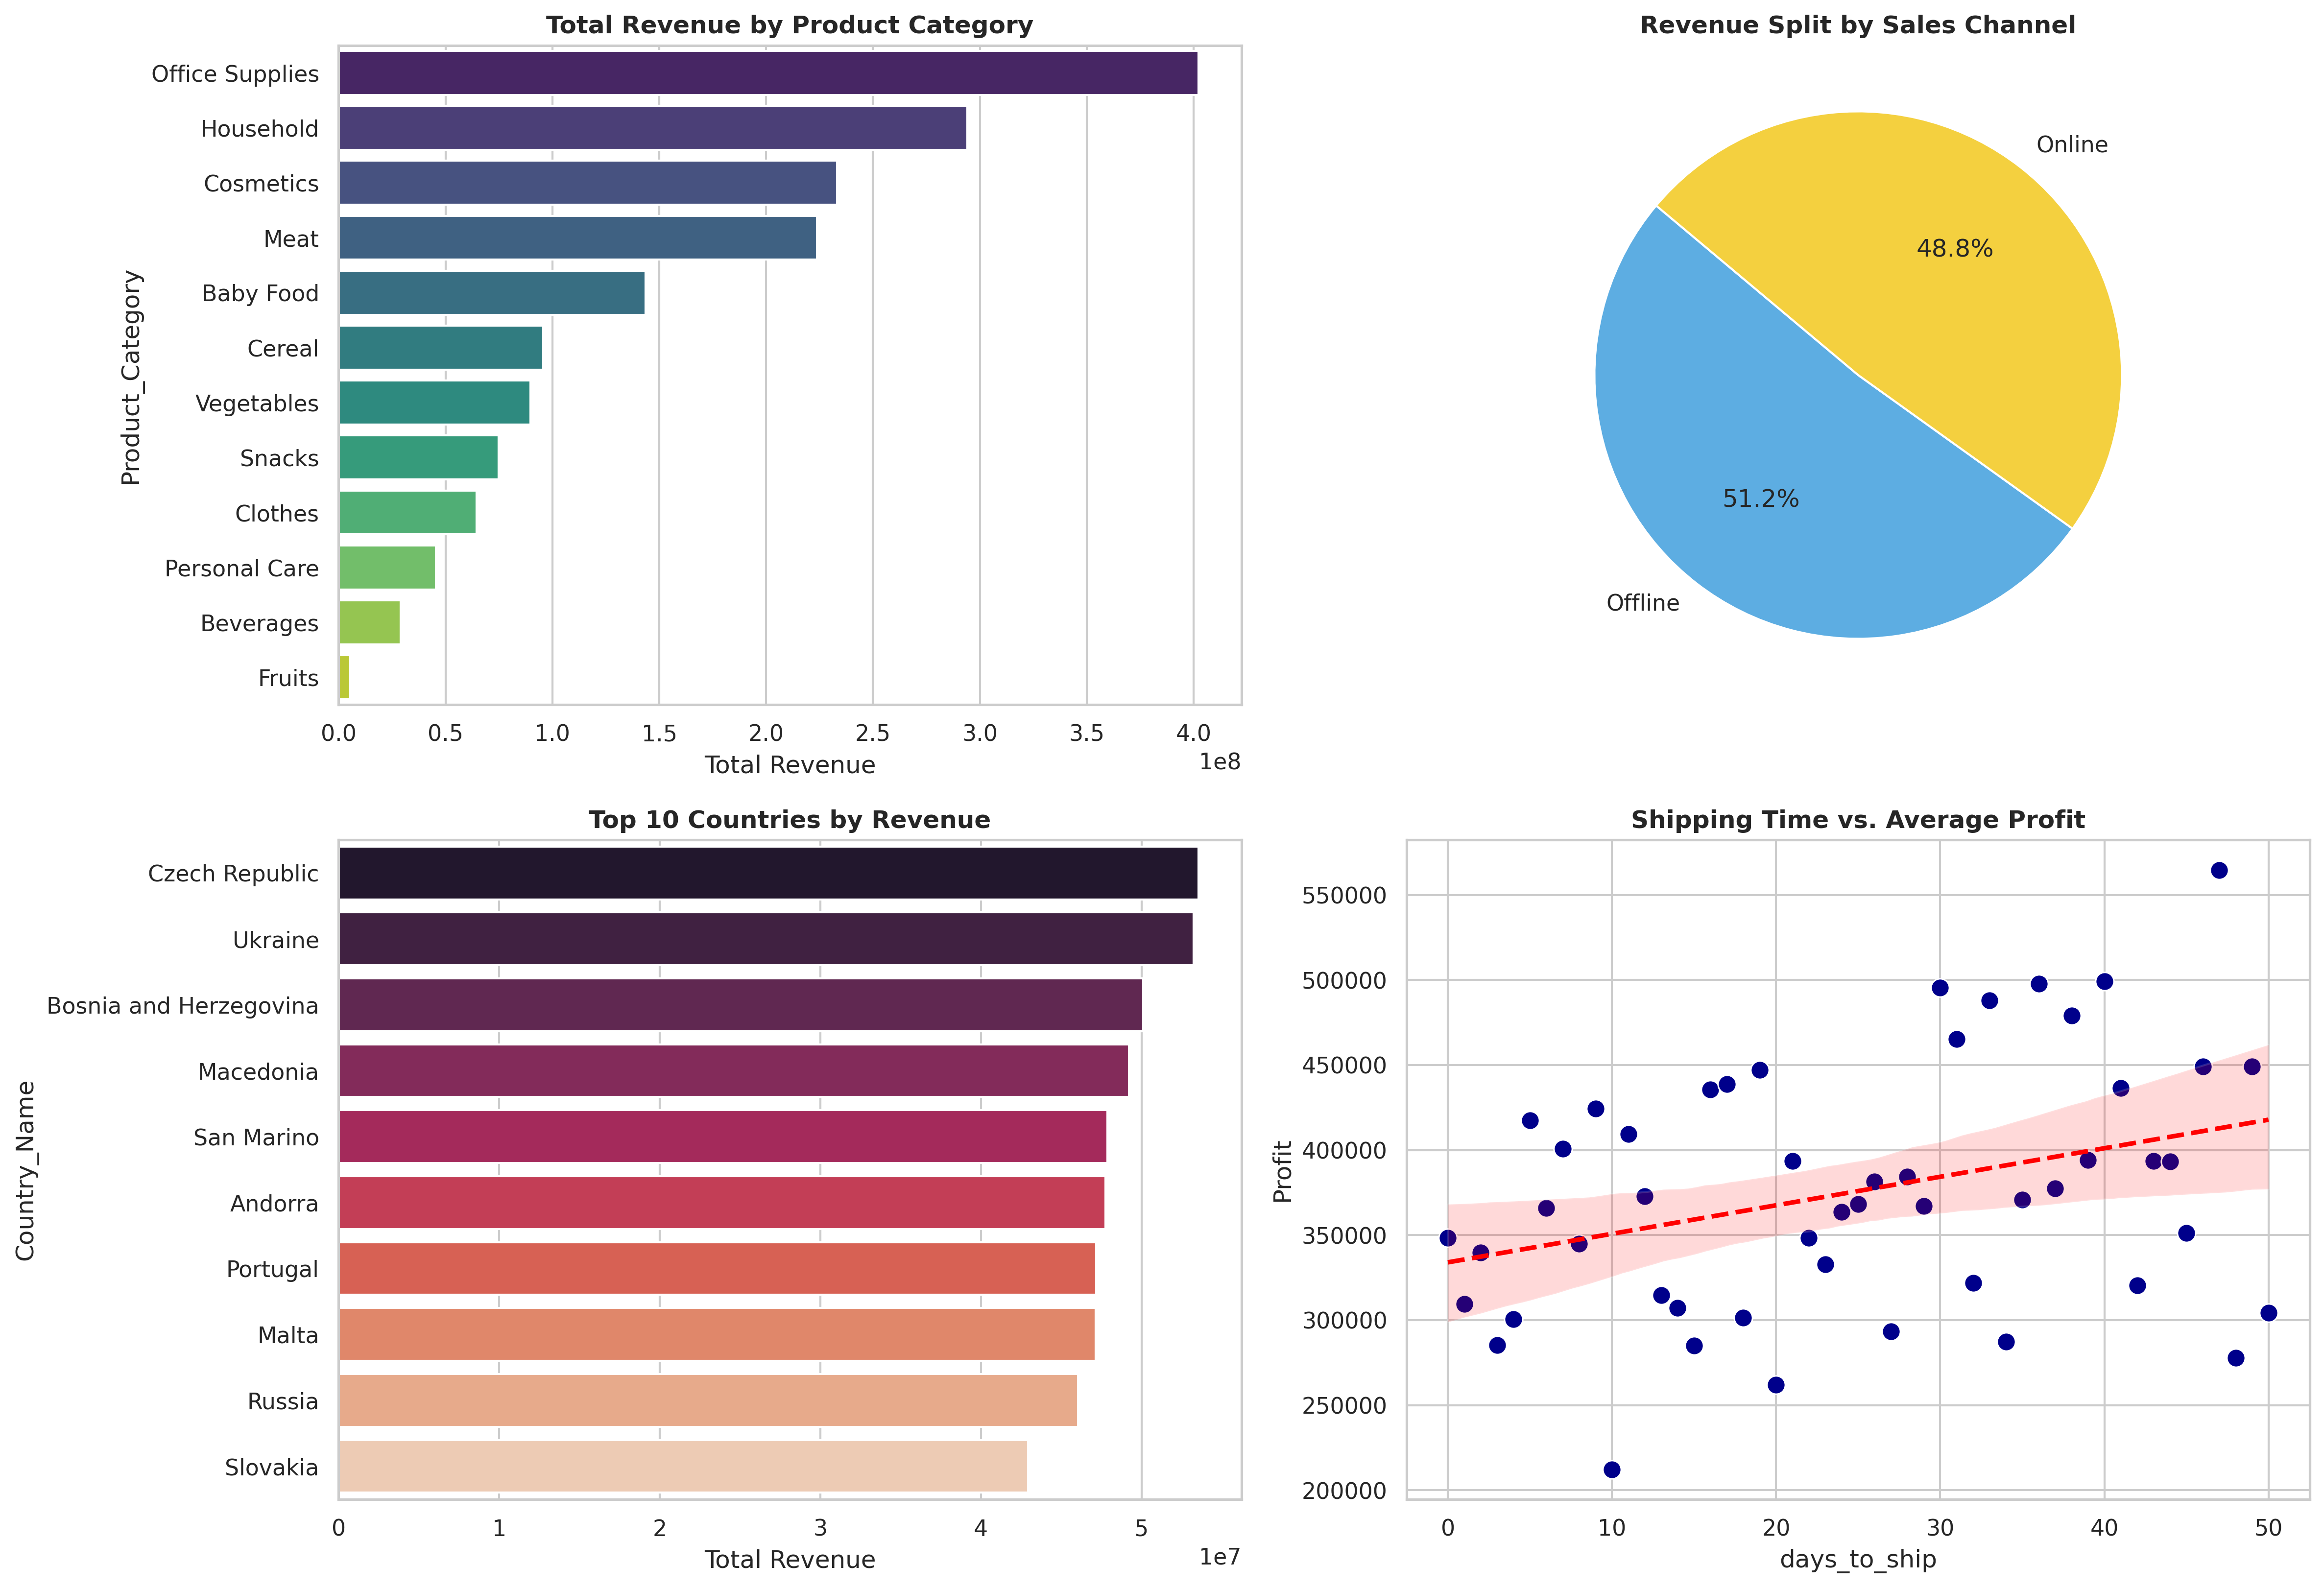 Total Revenue by Product Category
Product_Category
Office Supplies
Household
Cosmetics
Meat
Baby Food
Cereal
Vegetables
Snacks
Clothes
Personal Care
Beverages
Fruits
0.0 0.5 1.0 1.5 2.0 2.5 3.0 3.5 4.0
1e8
Total Revenue
Revenue Split by Sales Channel
Online
48.8%
51.2%
Offline
Top 10 Countries by Revenue
Country_Name
Czech Republic
Ukraine
Bosnia and Herzegovina
Macedonia
San Marino
Andorra
Portugal
Malta
Russia
Slovakia
0 1 2 3 4 5
1e7
Total Revenue
Shipping Time vs. Average Profit
Profit
550000
500000
450000
400000
350000
300000
250000
200000
0 10 20 30 40 50
days_to_ship